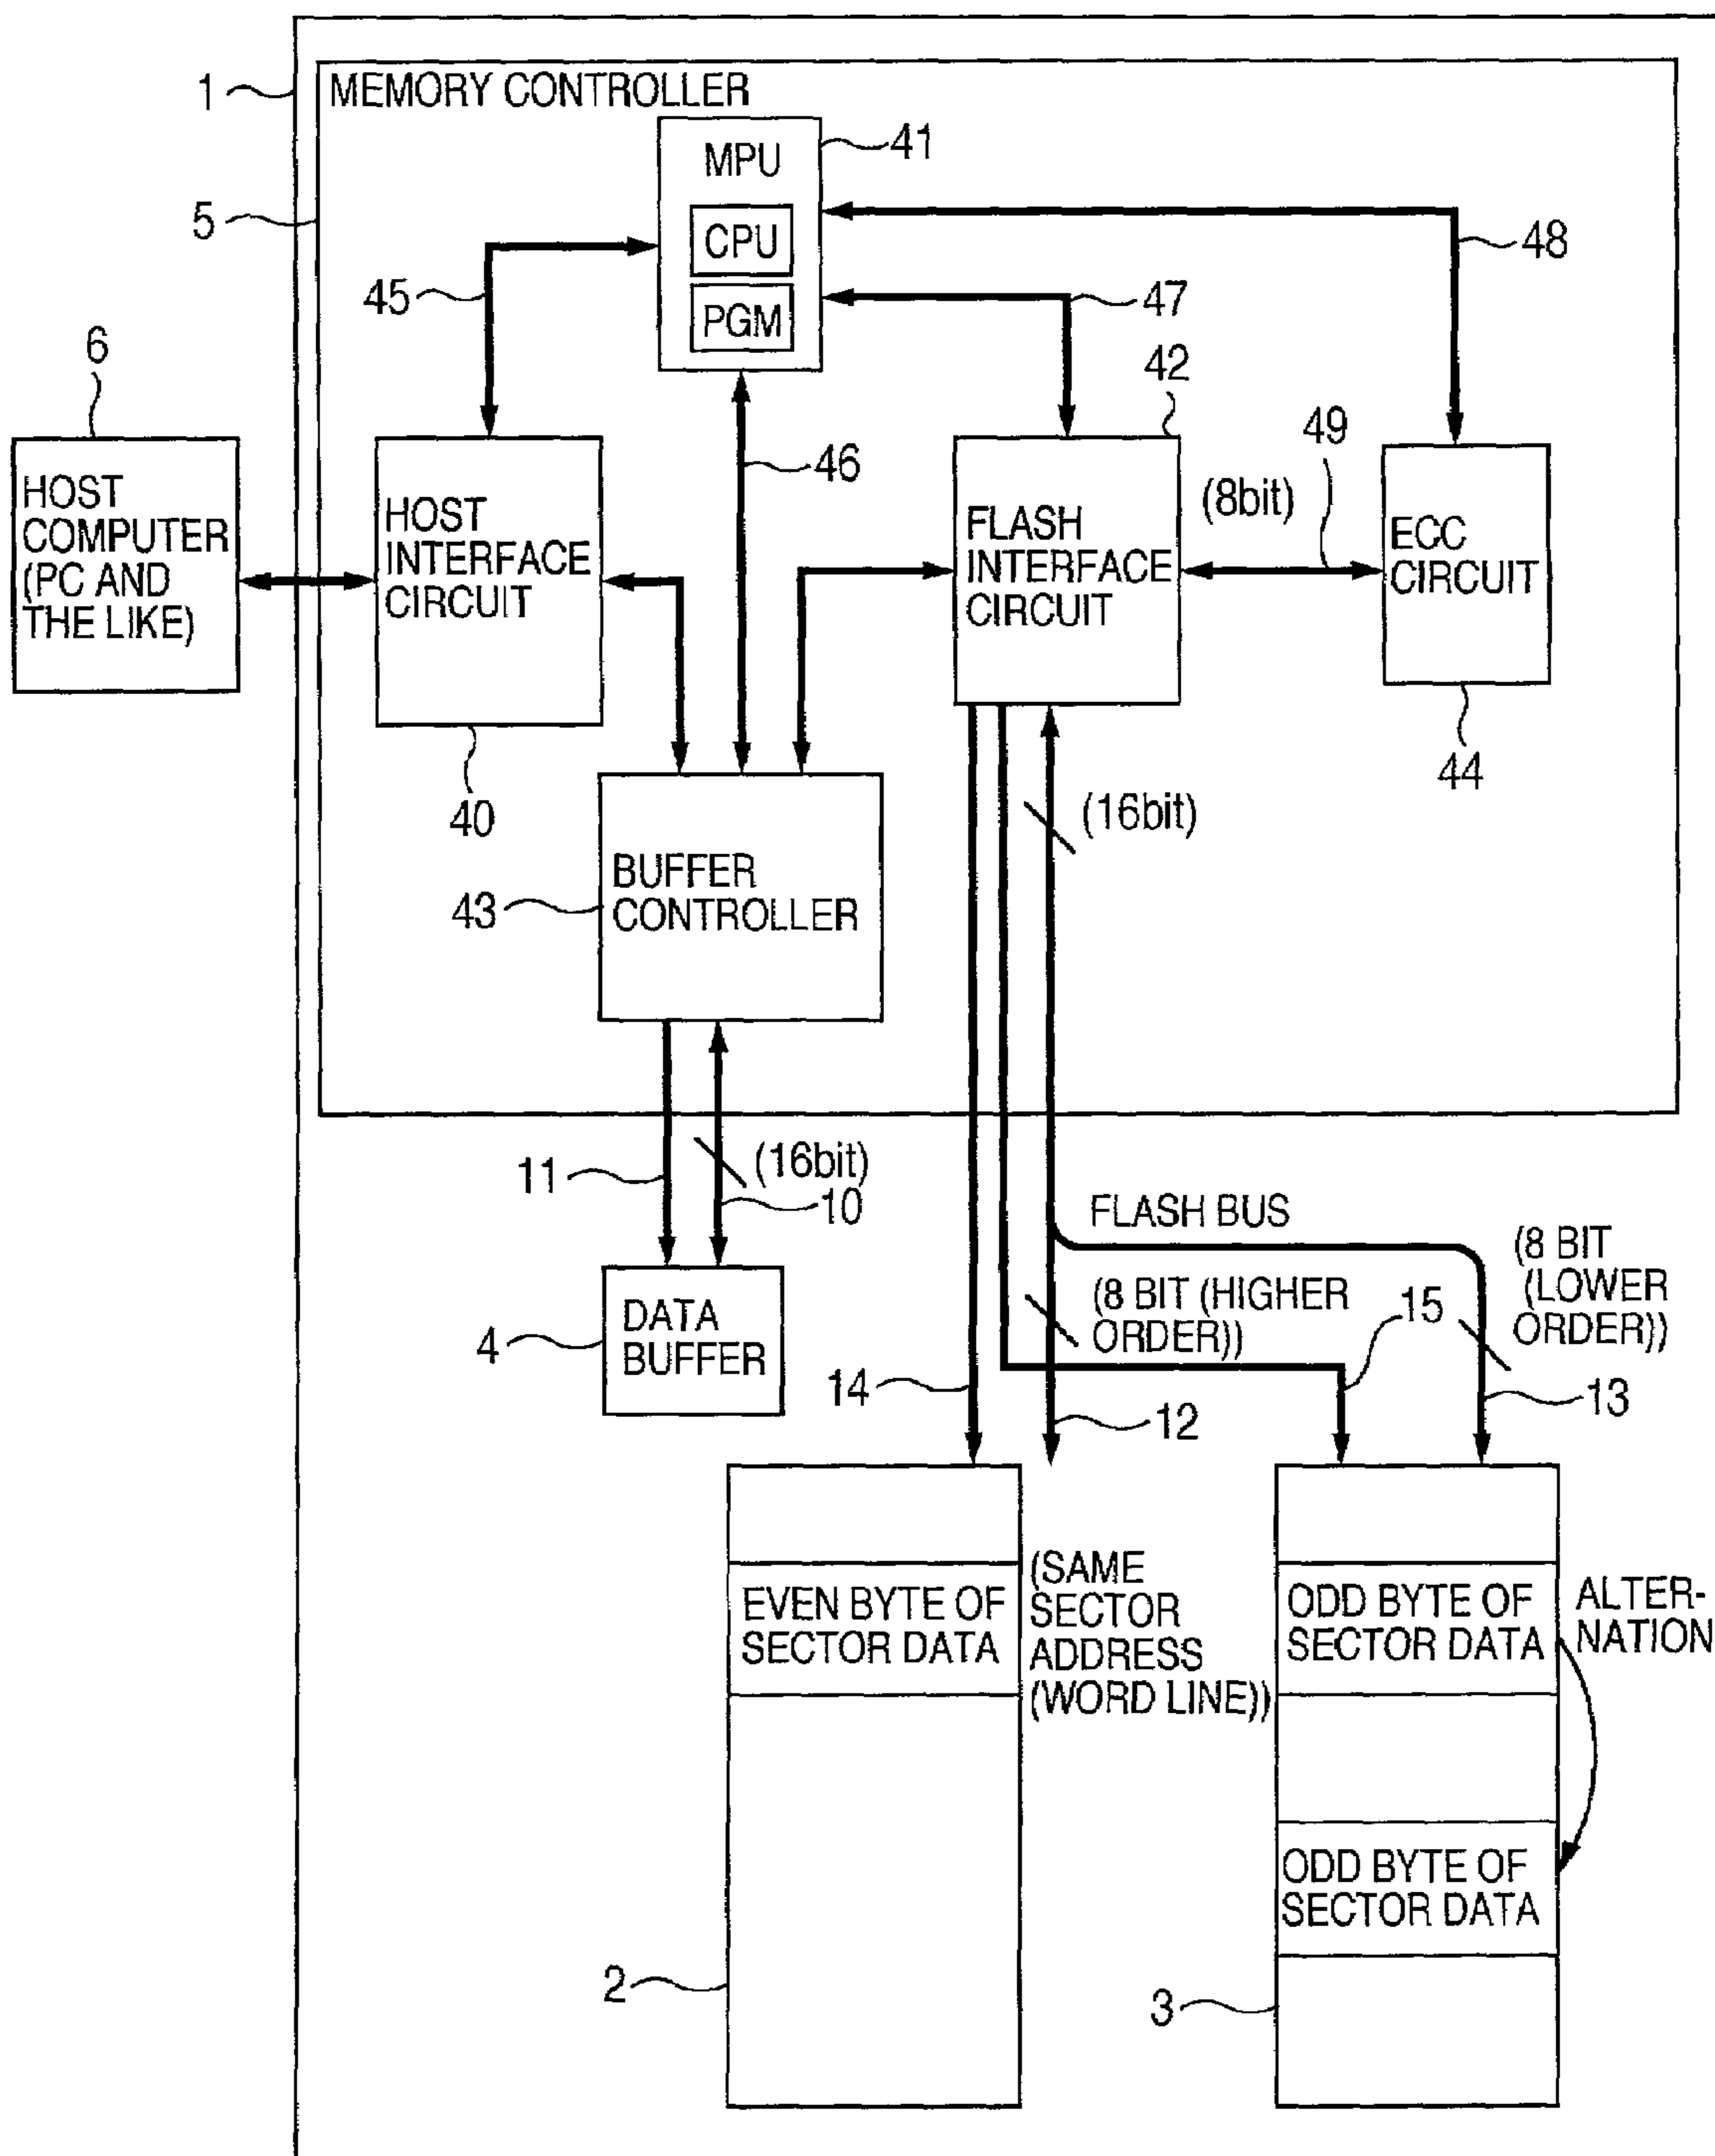 1
MEMORY CONTROLLER
41
MPU
5
CPU
48
45
47
PGM
6
42
49
46
(8bit)
HOST
COMPUTER
(PC AND
THE LIKE)
HOST
INTERFACE
CIRCUIT
FLASH
INTERFACE
CIRCUIT
ECC
CIRCUIT
44
40
(16bit)
BUFFER
CONTROLLER
43
11
(16bit)
10
FLASH BUS
(8 BIT
(LOWER
ORDER))
(8 BIT (HIGHER
ORDER))
15
DATA
BUFFER
4
14
12
13
EVEN BYTE OF
SECTOR DATA
(SAME
SECTOR
ADDRESS
(WORD LINE))
ODD BYTE OF
SECTOR DATA
ALTER-
NATION
ODD BYTE OF
SECTOR DATA
2
3